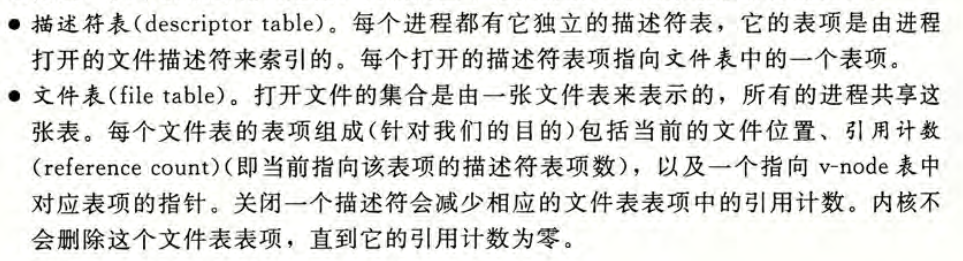 ● 描述符表(descriptor table)。每个进程都有它独立的描述符表，它的表项是由进程
打开的文件描述符来索引的。每个打开的描述符表项指向文件表中的一个表项。
● 文件表(file table)。打开文件的集合是由一张文件表来表示的，所有的进程共享这
张表。每个文件表的表项组成(针对我们的目的)包括当前的文件位置、引用计数
(reference count)(即当前指向该表项的描述符表项数)，以及一个指向 v-node 表中
对应表项的指针。关闭一个描述符会减少相应的文件表表项中的引用计数。内核不
会删除这个文件表表项，直到它的引用计数为零。